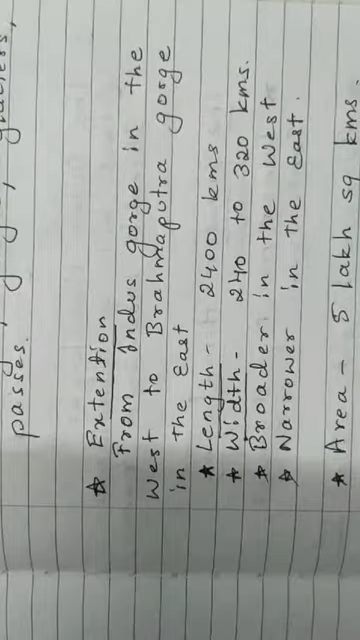 glaciers,
passes.
☆ Extention
From Indus gorge in the
West to Brahmaputra gorge
in the East
★ Length - 2400 kms
★ Width - 240 to 320 kms.
☆ Broader in the West
☆ Narrower in the East.
★ Area - 5 lakh sq kms.